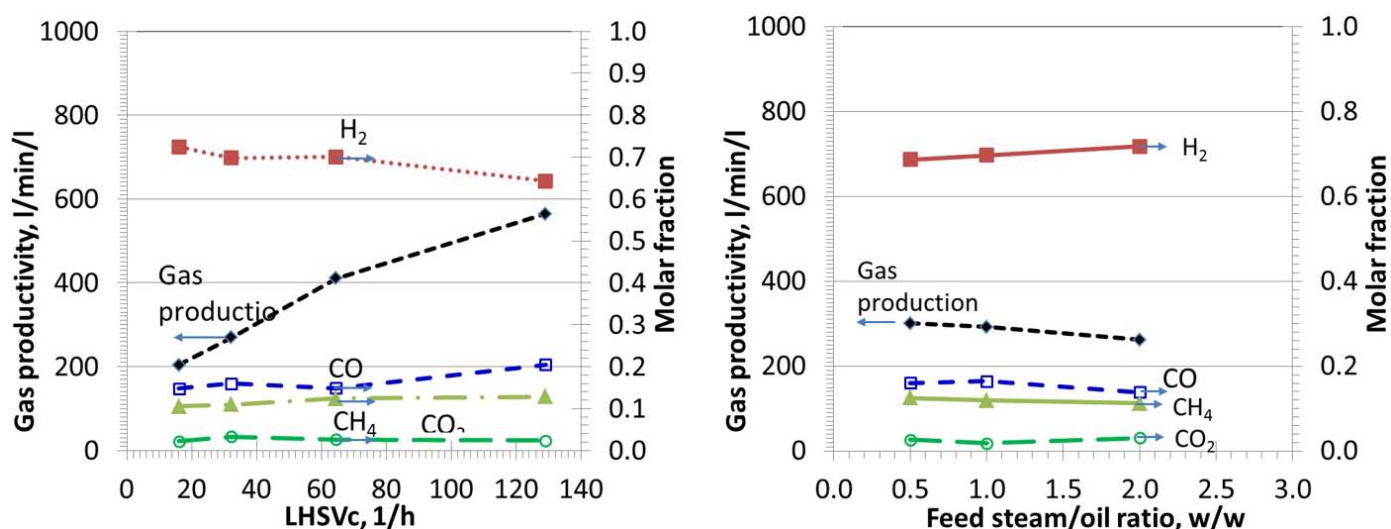 Gas productivity, l/min/l
1000
800
600
400
200
0
H2
Gas
productio
CO
CH4
CO2
1.0
0.9
0.8
0.7
0.6
0.5
0.4
0.3
0.2
0.1
0.0
Molar fraction
0 20 40 60 80 100 120 140
LHSVc, 1/h
Gas productivity, l/min/l
1000
800
600
400
200
0
H2
Gas
production
CO
CH4
CO2
1.0
0.8
0.6
0.4
0.2
0.0
Molar fraction
0.0 0.5 1.0 1.5 2.0 2.5 3.0
Feed steam/oil ratio, w/w